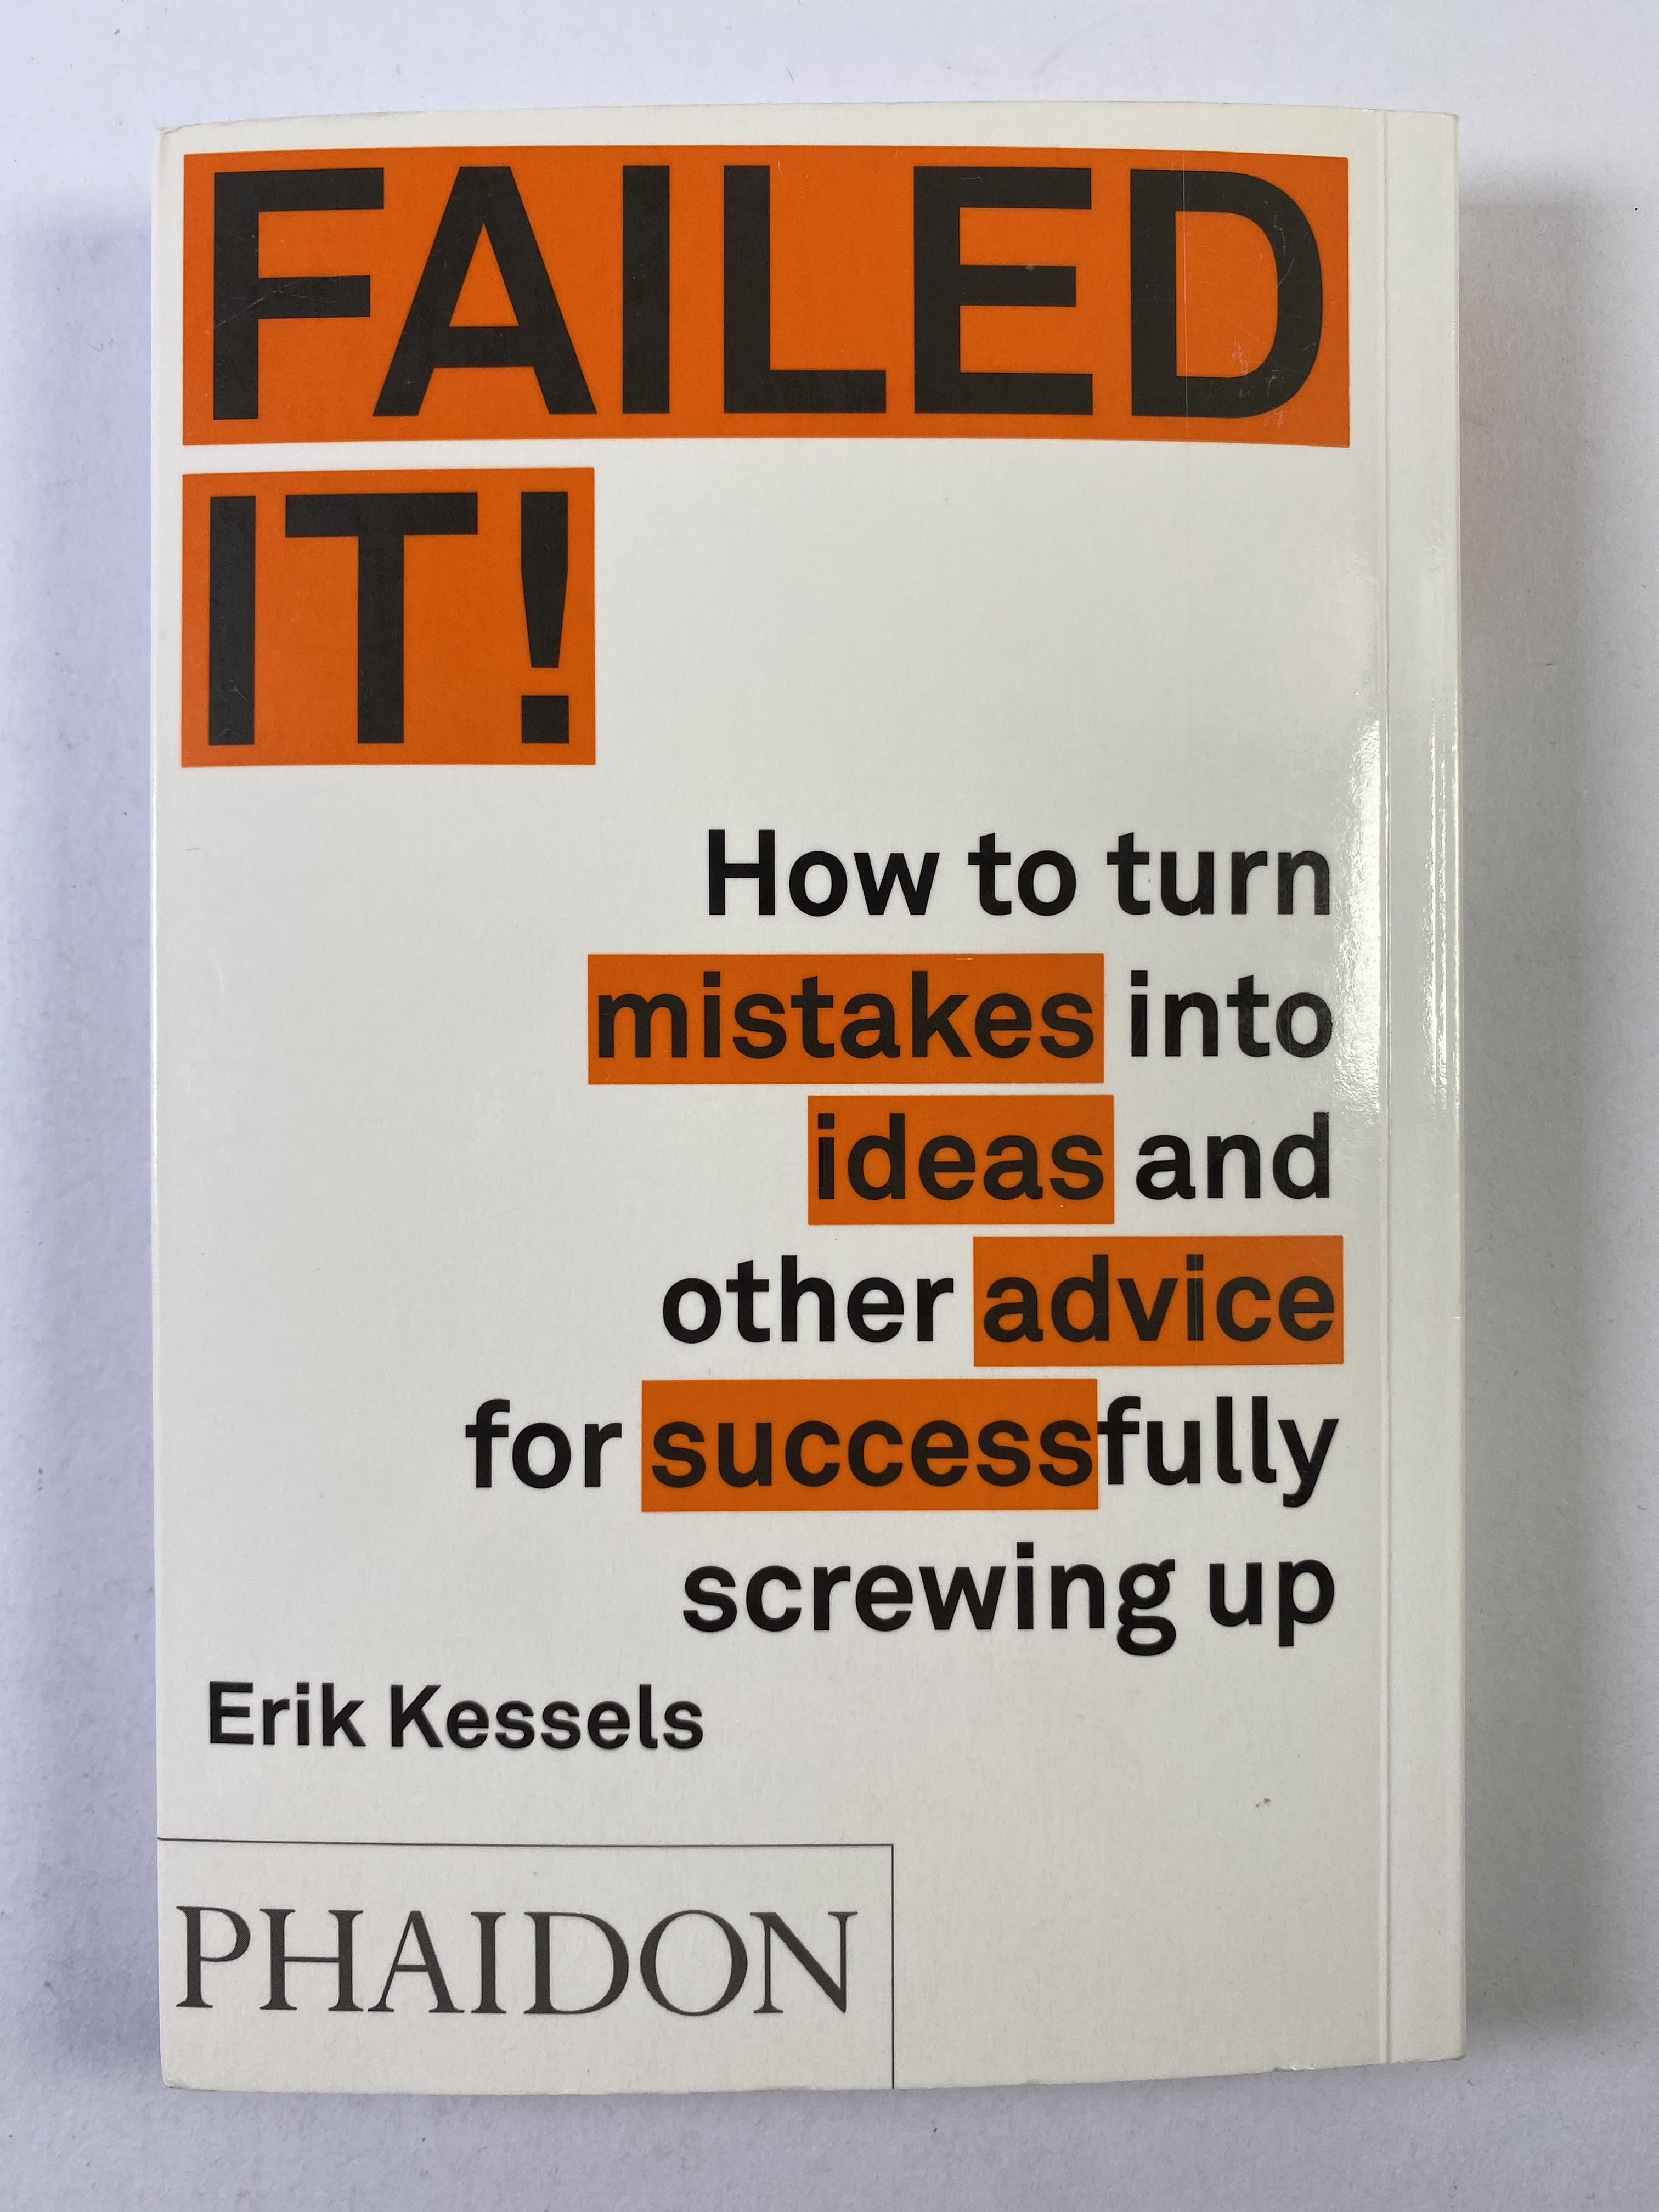 FAILED
IT!
How to turn
mistakes into
ideas and
other advice
for successfully
screwing up
Erik Kessels
PHAIDON